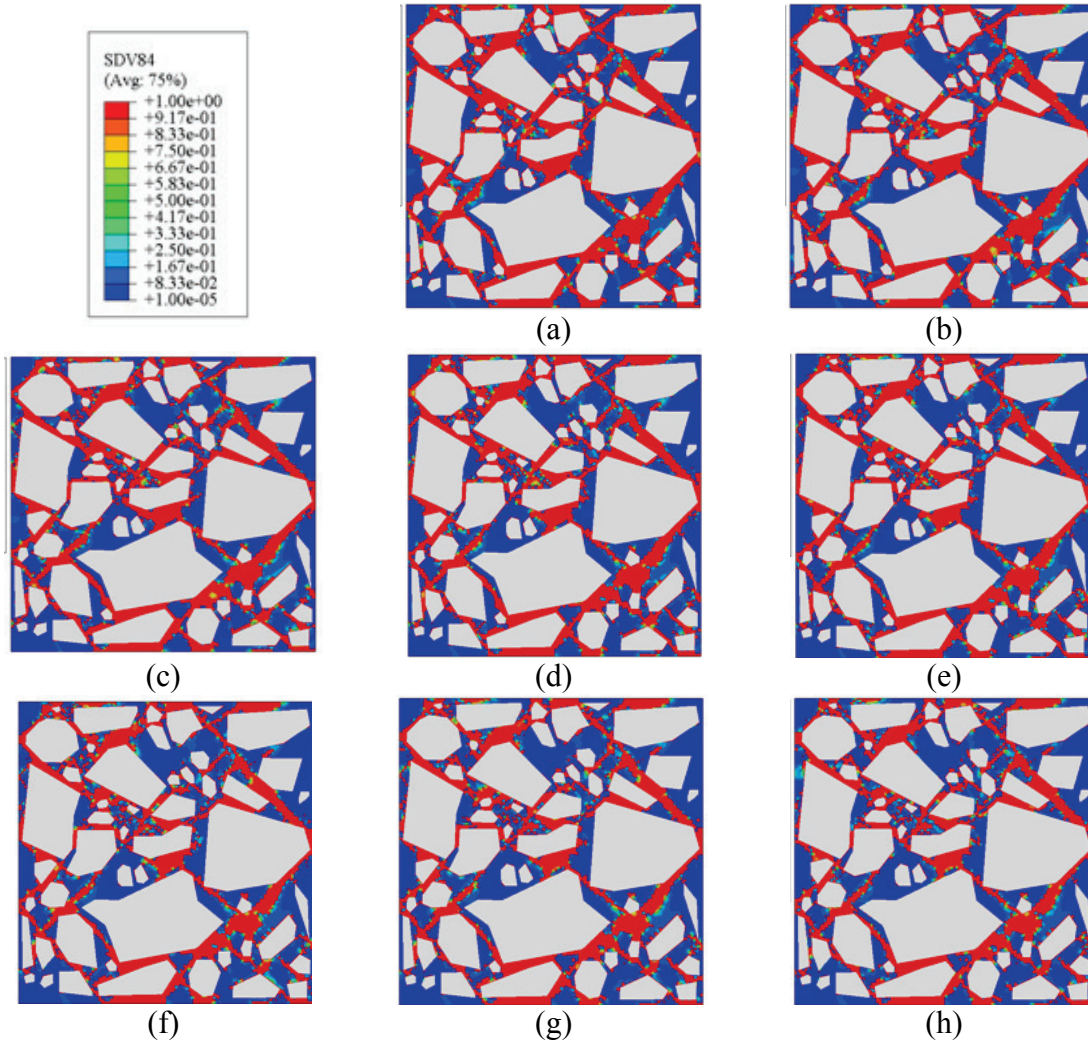 SDV84
(Avg: 75%)
+1.00e+00
+9.17e-01
+8.33e-01
+7.50e-01
+6.67e-01
+5.83e-01
+5.00e-01
+4.17e-01
+3.33e-01
+2.50e-01
+1.67e-01
+8.33e-02
+1.00e-05
(a)
(b)
(c)
(d)
(e)
(f)
(g)
(h)